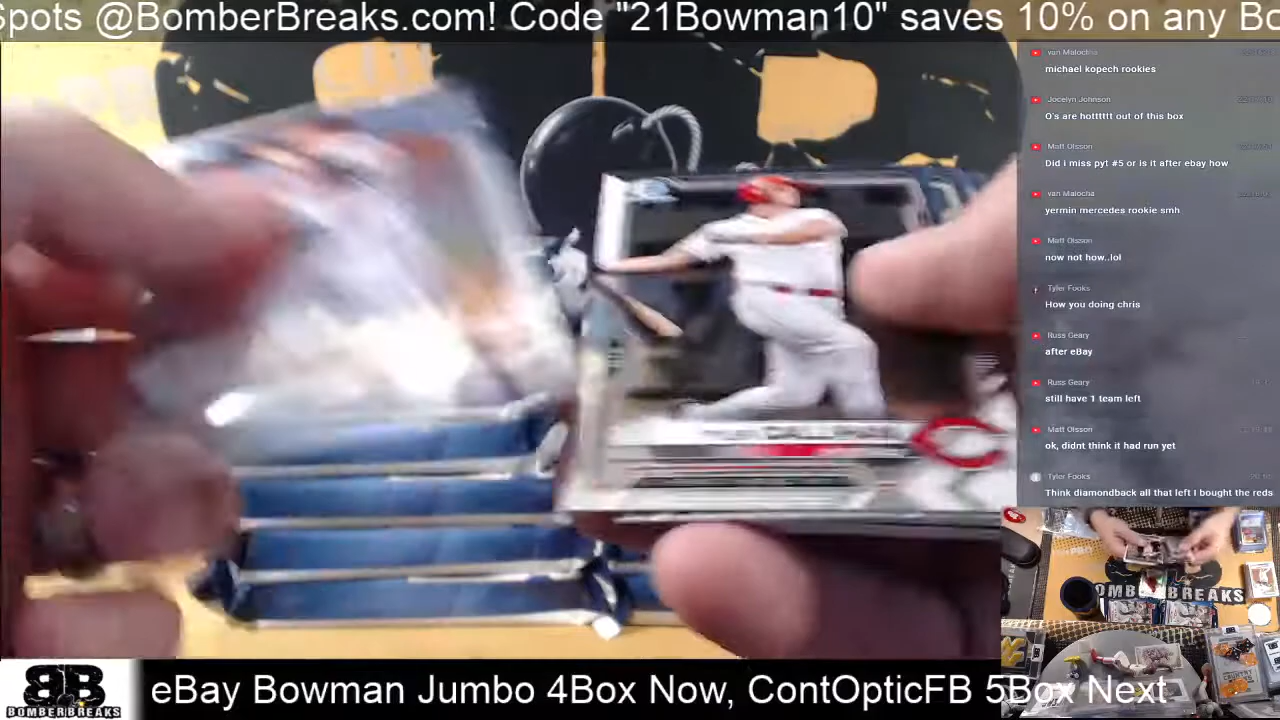 Spots @BomberBreaks.com! Code "21Bowman10" saves 10% on any Bo
van Malocha
michael kopech rookies
Jocelyn Johnson
O's are hotttttt out of this box
Matt Olsson
Did i miss pyt #5 or is it after ebay how
van Malocha
yermin mercedes rookie smh
Matt Olsson
now not how..lol
Tyler Fooks
How you doing chris
Russ Geary
after eBay
Russ Geary
still have 1 team left
Matt Olsson
ok, didnt think it had run yet
Tyler Fooks
Think diamondback all that left I bought the reds
BOMBERBREAKS
BB
BOMBERBREAKS
eBay Bowman Jumbo 4Box Now, ContOpticFB 5Box Next